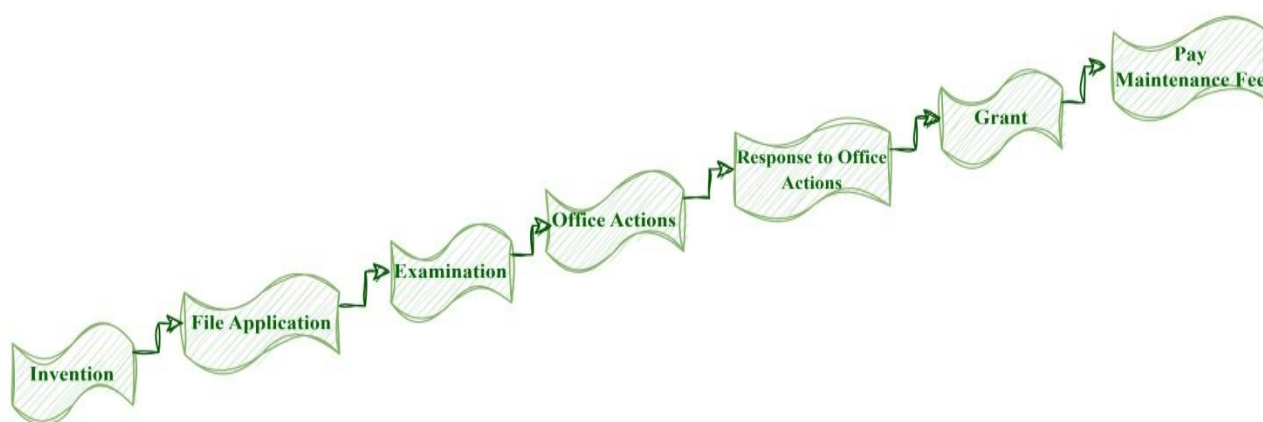 Invention
File Application
Examination
Office Actions
Response to Office
Actions
Grant
Pay
Maintenance Fee